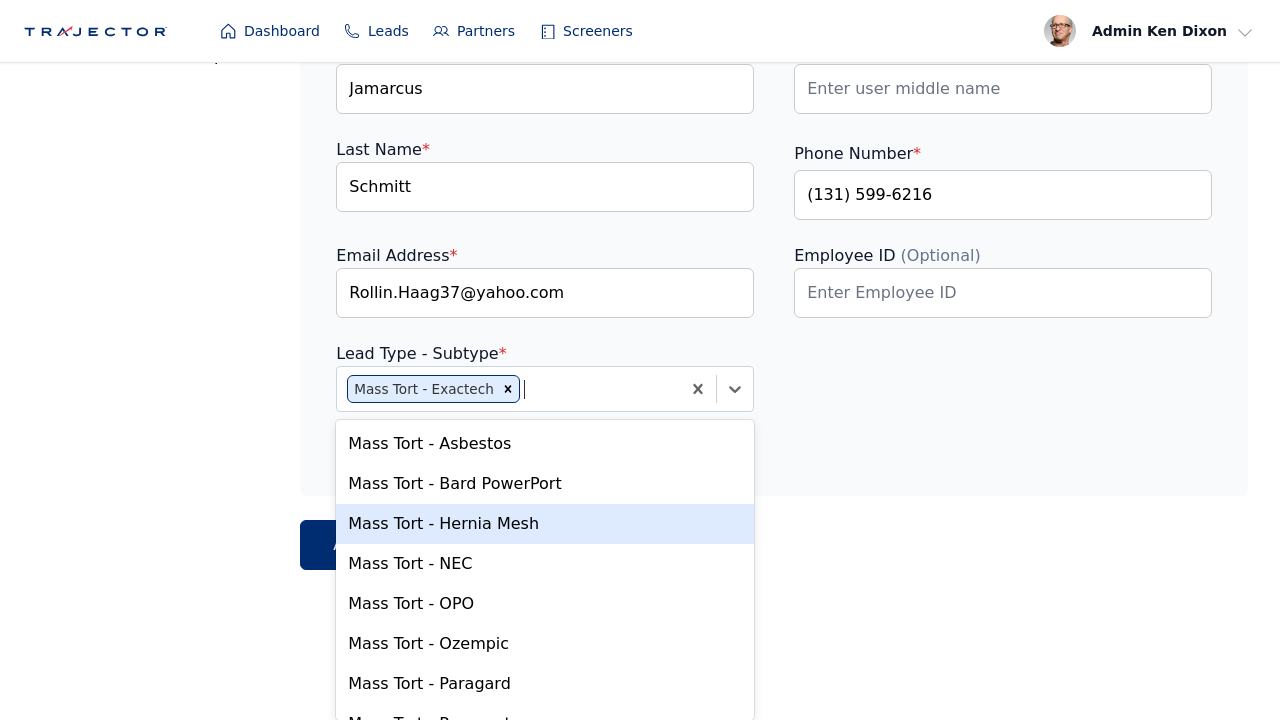 TRAJECTOR
Dashboard
Leads
Partners
Screeners
Admin Ken Dixon
Jamarcus
Enter user middle name
Last Name*
Phone Number*
Schmitt
(131) 599-6216
Email Address*
Employee ID (Optional)
Rollin.Haag37@yahoo.com
Enter Employee ID
Lead Type - Subtype*
Mass Tort - Exactech
Mass Tort - Asbestos
Mass Tort - Bard PowerPort
Mass Tort - Hernia Mesh
Mass Tort - NEC
Mass Tort - OPO
Mass Tort - Ozempic
Mass Tort - Paragard